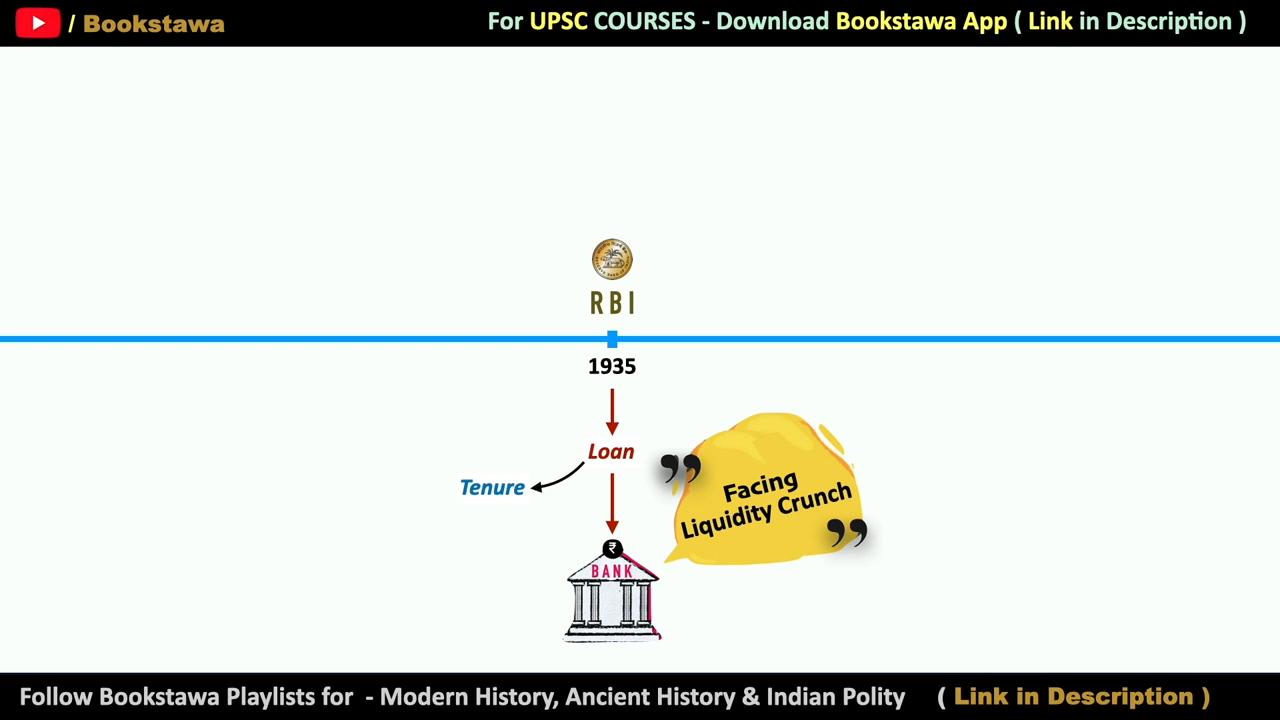 / Bookstawa
For UPSC COURSES - Download Bookstawa App ( Link in Description )
RBI
1935
Loan
Tenure
Facing
Liquidity Crunch
₹
BANK
Follow Bookstawa Playlists for - Modern History, Ancient History & Indian Polity ( Link in Description )